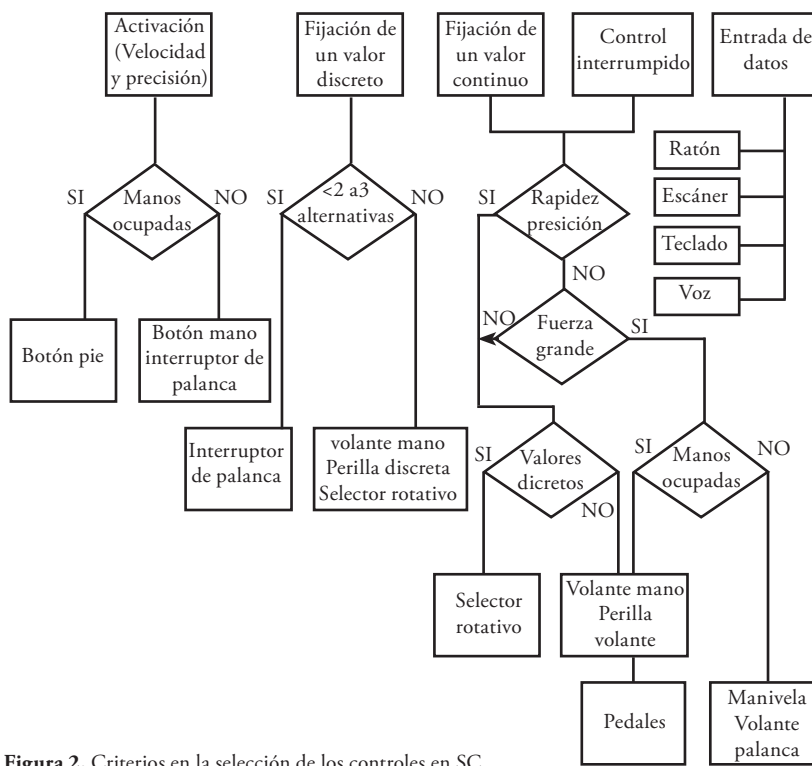 Activación
(Velocidad
y precisión)
Fijación de
un valor
discreto
Fijación de
un valor
continuo
Control
interrumpido
Entrada de
datos
Ratón
Escáner
Teclado
Voz
SI
Manos
ocupadas
NO
SI
<2 a3
alternativas
NO
SI
Rapidez
presición
NO
NO
Fuerza
grande
SI
Botón pie
Botón mano
interruptor de
palanca
Interruptor
de palanca
volante mano
Perilla discreta
Selector rotativo
SI
Valores
dicretos
NO
SI
Manos
ocupadas
NO
Selector
rotativo
Volante mano
Perilla
volante
Pedales
Manivela
Volante
palanca
Figura 2. Criterios en la selección de los controles en SC